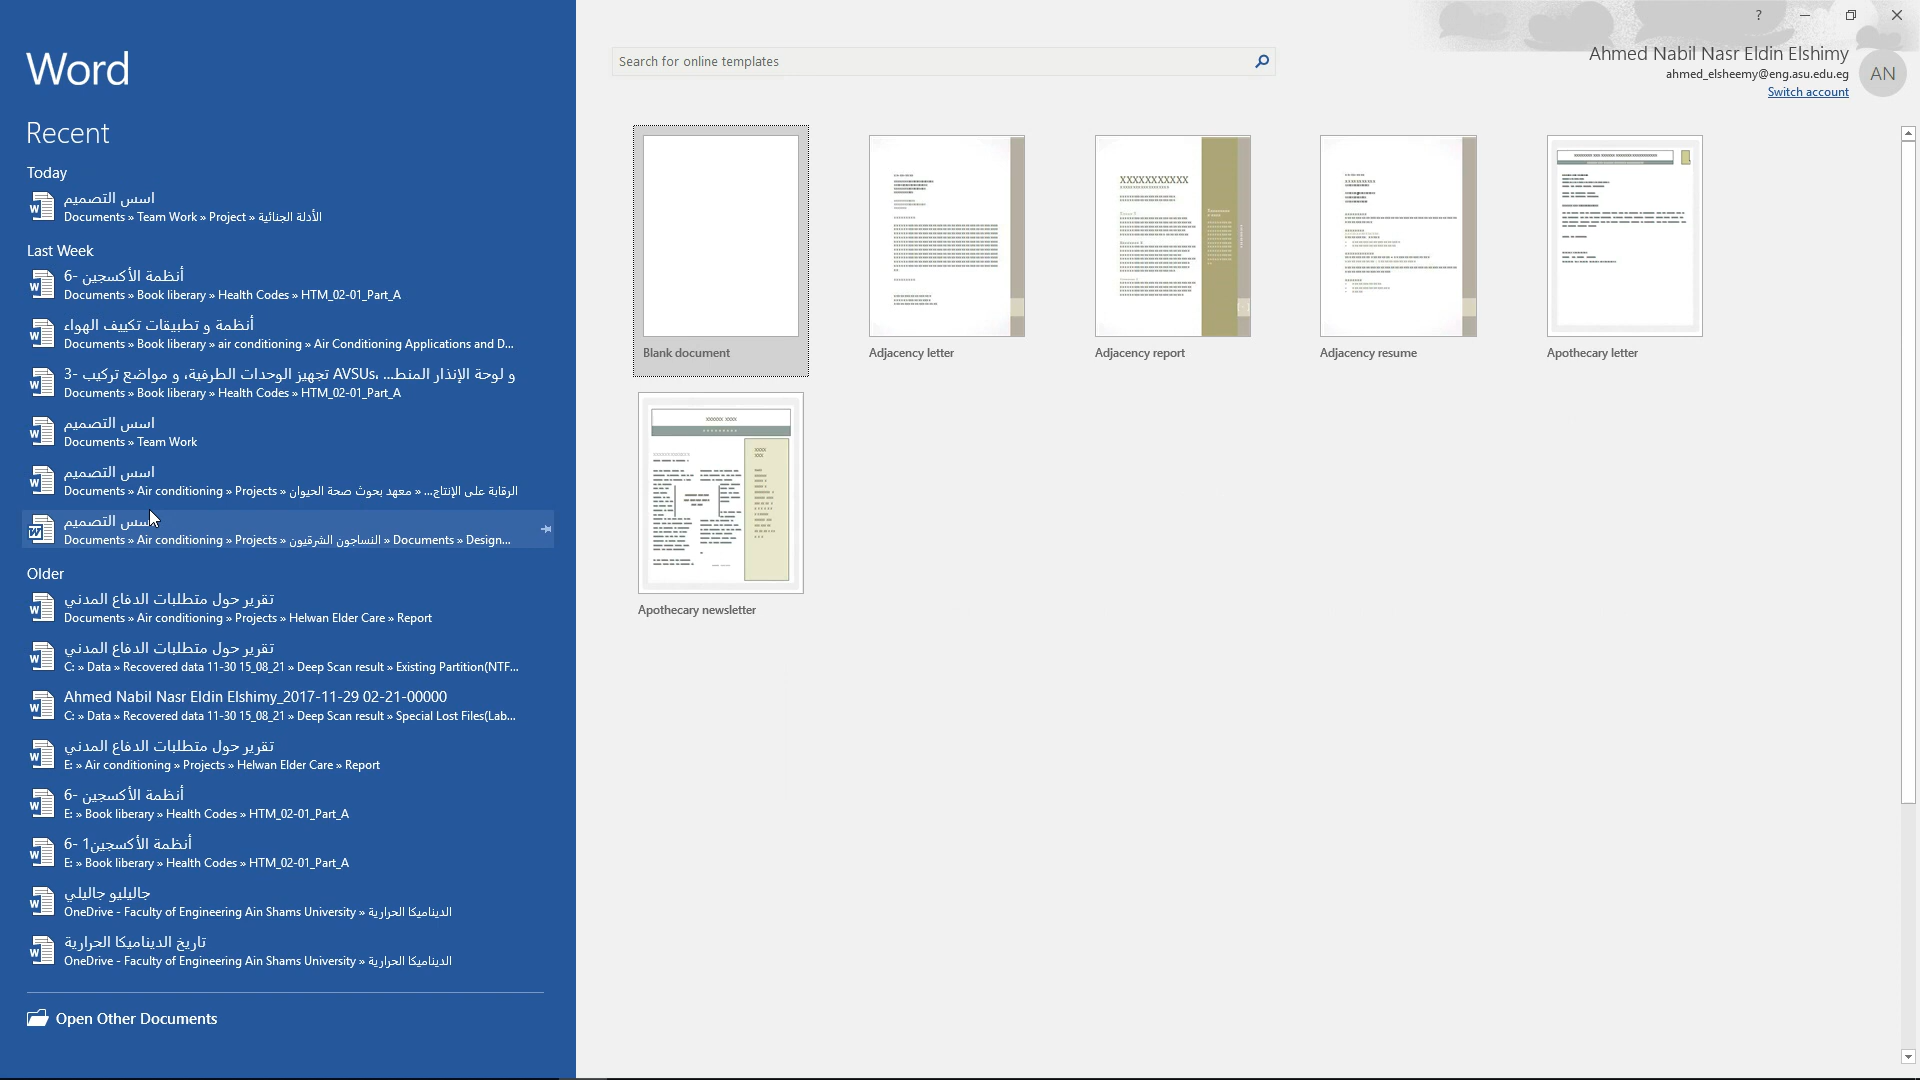 ?
Word
Search for online templates
Ahmed Nabil Nasr Eldin Elshimy
ahmed_elsheemy@eng.asu.edu.eg
AN
Switch account
Recent
Today
اسس التصميم
Documents » Team Work » Project » الأدلة الجنائية
Last Week
6- أنظمة الأكسجين
Documents » Book liberary » Health Codes » HTM_02-01_Part_A
أنظمة و تطبيقات تكييف الهواء
Documents » Book liberary » air conditioning » Air Conditioning Applications and D...
3- تجهيز الوحدات الطرفية، و مواضع تركيب AVSUs، و لوحة الإنذار المنط...
Documents » Book liberary » Health Codes » HTM_02-01_Part_A
اسس التصميم
Documents » Team Work
اسس التصميم
Documents » Air conditioning » Projects » الرقابة على الإنتاج... » معهد بحوث صحة الحيوان
اسس التصميم
Documents » Air conditioning » Projects » النساجون الشرقيون » Documents » Design...
Older
تقرير حول متطلبات الدفاع المدني
Documents » Air conditioning » Projects » Helwan Elder Care » Report
تقرير حول متطلبات الدفاع المدني
C: » Data » Recovered data 11-30 15_08_21 » Deep Scan result » Existing Partition(NTF...
Ahmed Nabil Nasr Eldin Elshimy_2017-11-29 02-21-00000
C: » Data » Recovered data 11-30 15_08_21 » Deep Scan result » Special Lost Files(Lab...
تقرير حول متطلبات الدفاع المدني
E: » Air conditioning » Projects » Helwan Elder Care » Report
6- أنظمة الأكسجين
E: » Book liberary » Health Codes » HTM_02-01_Part_A
6- أنظمة الأكسجين1
E: » Book liberary » Health Codes » HTM_02-01_Part_A
جاليليو جاليلي
OneDrive - Faculty of Engineering Ain Shams University » الديناميكا الحرارية
تاريخ الديناميكا الحرارية
OneDrive - Faculty of Engineering Ain Shams University » الديناميكا الحرارية
Open Other Documents
Blank document
Adjacency letter
XXXXXXXXXXX
Adjacency report
Adjacency resume
Apothecary letter
Apothecary newsletter